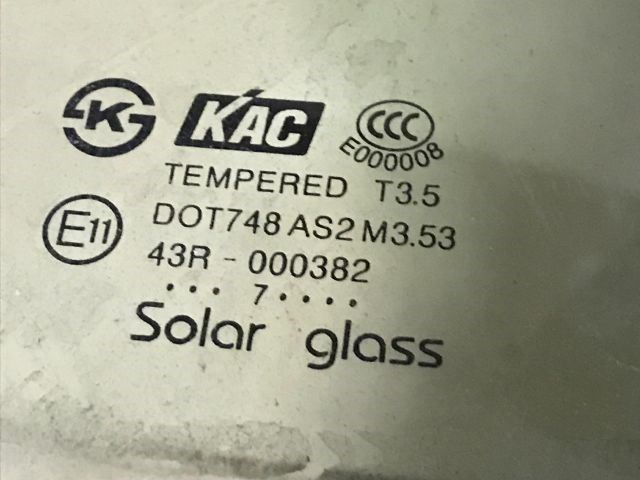 K KAC CCC
E000008
TEMPERED T3.5
E11 DOT748 AS2 M3.53
43R - 000382
••• 7 ••••
Solar glass